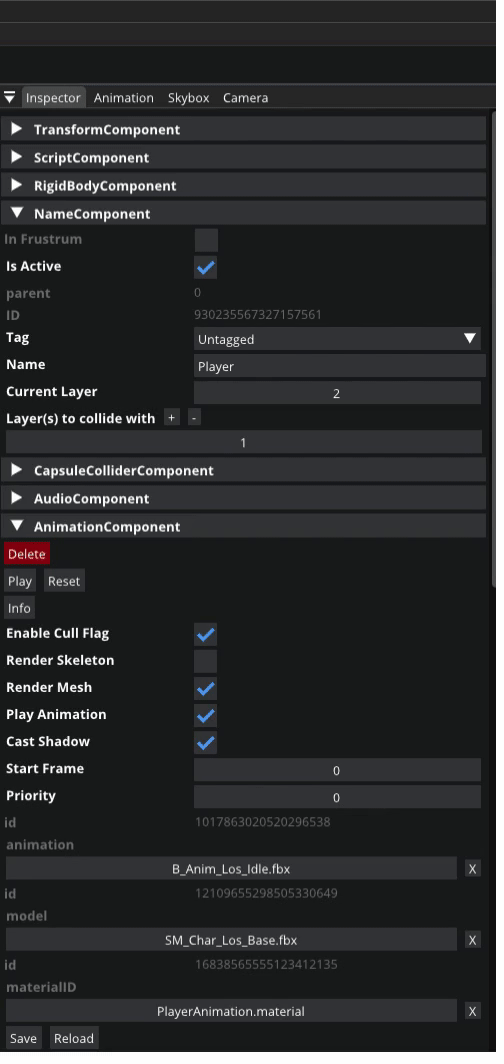 Inspector Animation Skybox Camera
TransformComponent
ScriptComponent
RigidBodyComponent
NameComponent
In Frustrum
Is Active
parent 0
ID 930235567327157561
Tag Untagged
Name Player
Current Layer 2
Layer(s) to collide with + -
1
CapsuleColliderComponent
AudioComponent
AnimationComponent
Delete
Play Reset
Info
Enable Cull Flag
Render Skeleton
Render Mesh
Play Animation
Cast Shadow
Start Frame 0
Priority 0
id 1017863020520296538
animation
B_Anim_Los_Idle.fbx X
id 12109655298505330649
model
SM_Char_Los_Base.fbx X
id 16838565555123412135
materialID
PlayerAnimation.material X
Save Reload